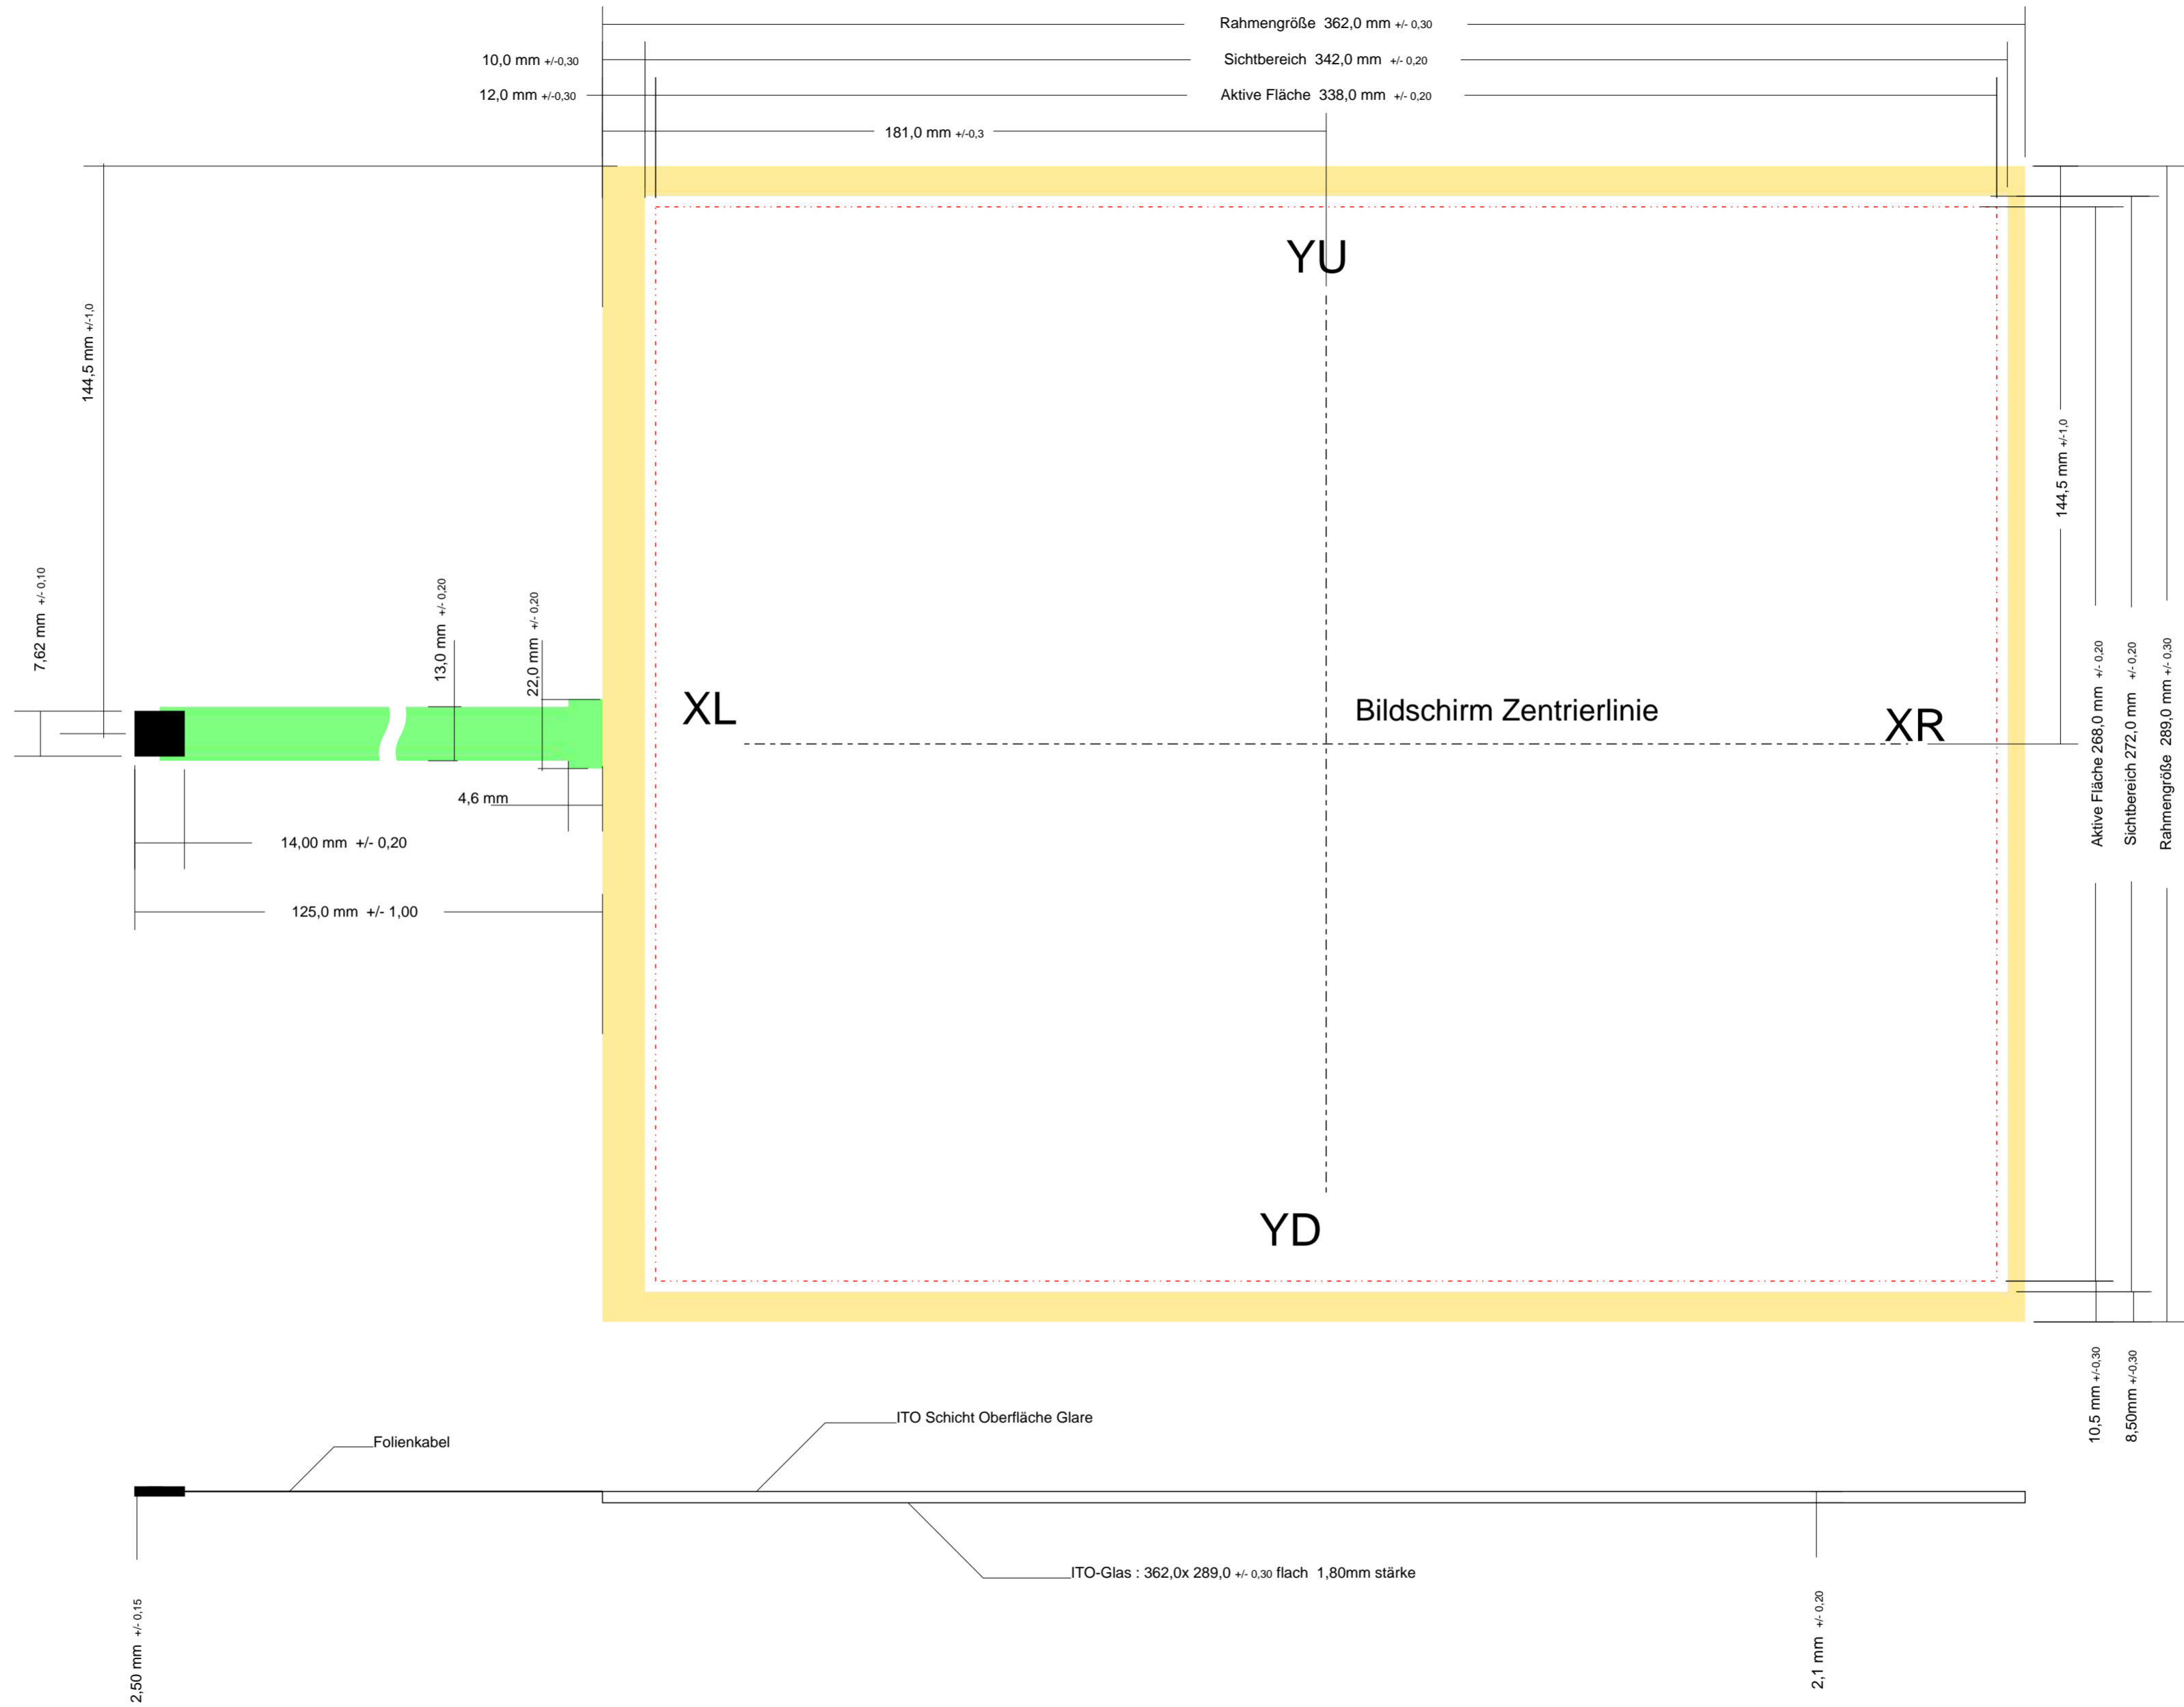 Rahmengröße 362,0 mm +/- 0,30
10,0 mm +/-0,30
Sichtbereich 342,0 mm +/- 0,20
12,0 mm +/-0,30
Aktive Fläche 338,0 mm +/- 0,20
181,0 mm +/-0,3
YU
144,5 mm +/-1,0
144,5 mm +/-1,0
7,62 mm +/- 0,10
13,0 mm +/- 0,20
22,0 mm +/- 0,20
XL
Bildschirm Zentrierlinie
XR
Aktive Fläche 268,0 mm +/- 0,20
Sichtbereich 272,0 mm +/- 0,20
Rahmengröße 289,0 mm +/- 0,30
4,6 mm
14,00 mm +/- 0,20
125,0 mm +/- 1,00
YD
10,5 mm +/-0,30
8,50mm +/-0,30
ITO Schicht Oberfläche Glare
Folienkabel
ITO-Glas : 362,0x 289,0 +/- 0,30 flach 1,80mm stärke
2,50 mm +/- 0,15
2,1 mm +/- 0,20